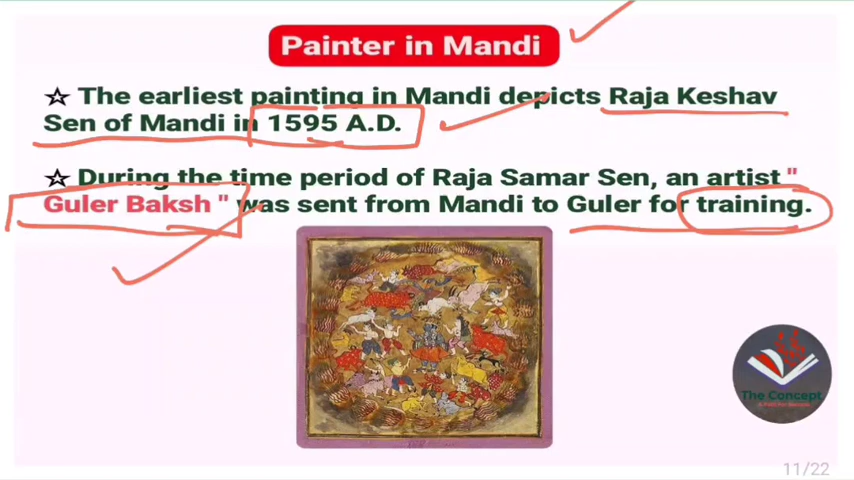 Painter in Mandi
☆ The earliest painting in Mandi depicts Raja Keshav
Sen of Mandi in 1595 A.D.
☆ During the time period of Raja Samar Sen, an artist "
Guler Baksh " was sent from Mandi to Guler for training.
The Concept
11/22